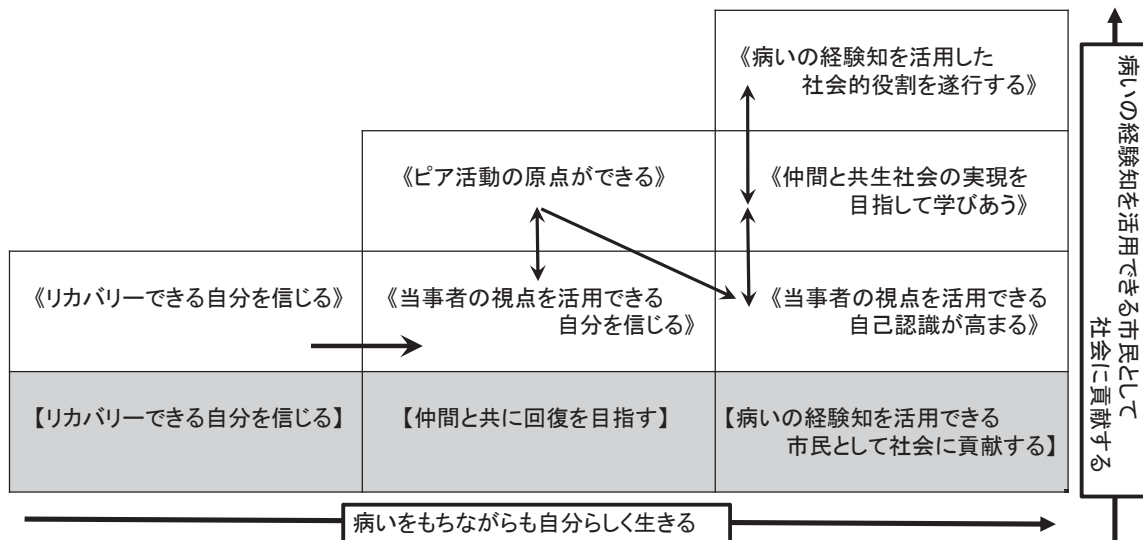 《病いの経験知を活用した
社会的役割を遂行する》
《ピア活動の原点ができる》
《仲間と共生社会の実現を
目指して学びあう》
《リカバリーできる自分を信じる》
《当事者の視点を活用できる
自分を信じる》
《当事者の視点を活用できる
自己認識が高まる》
【リカバリーできる自分を信じる】
【仲間と共に回復を目指す】
【病いの経験知を活用できる
市民として社会に貢献する】
病いをもちながらも自分らしく生きる
病いの経験知を活用できる市民として
社会に貢献する